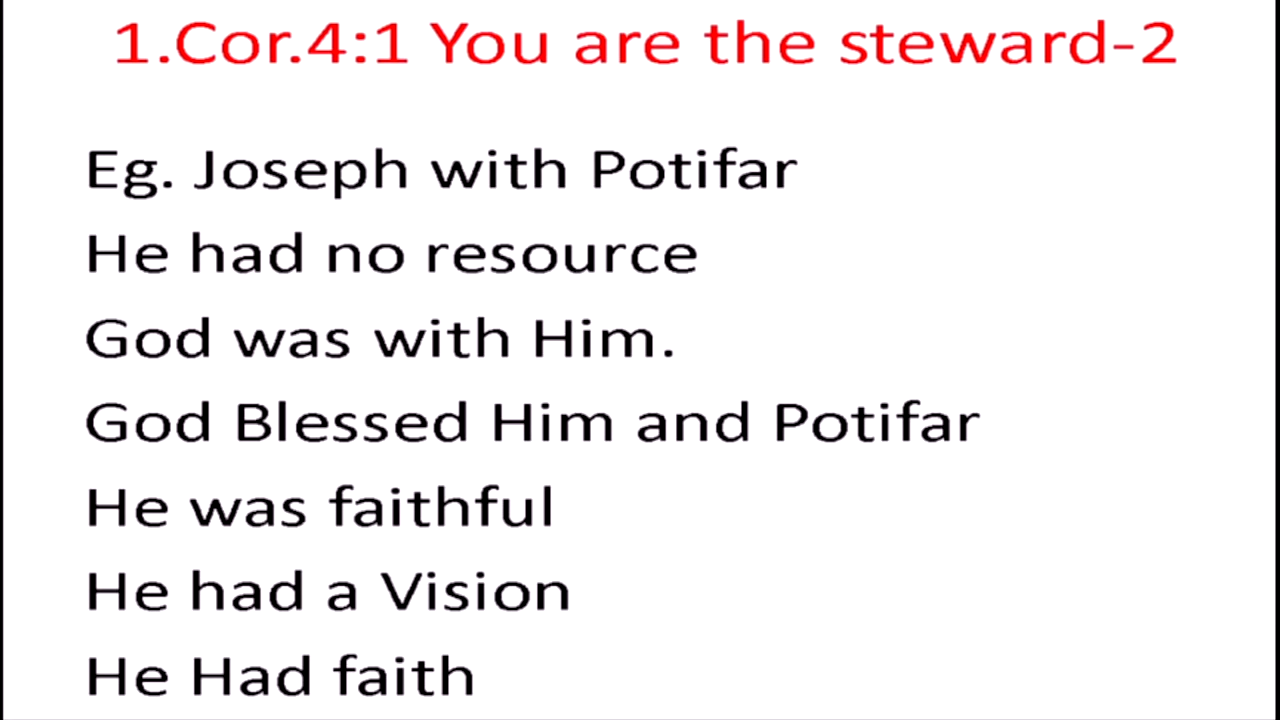 1.Cor.4:1 You are the steward-2
Eg. Joseph with Potifar
He had no resource
God was with Him.
God Blessed Him and Potifar
He was faithful
He had a Vision
He Had faith